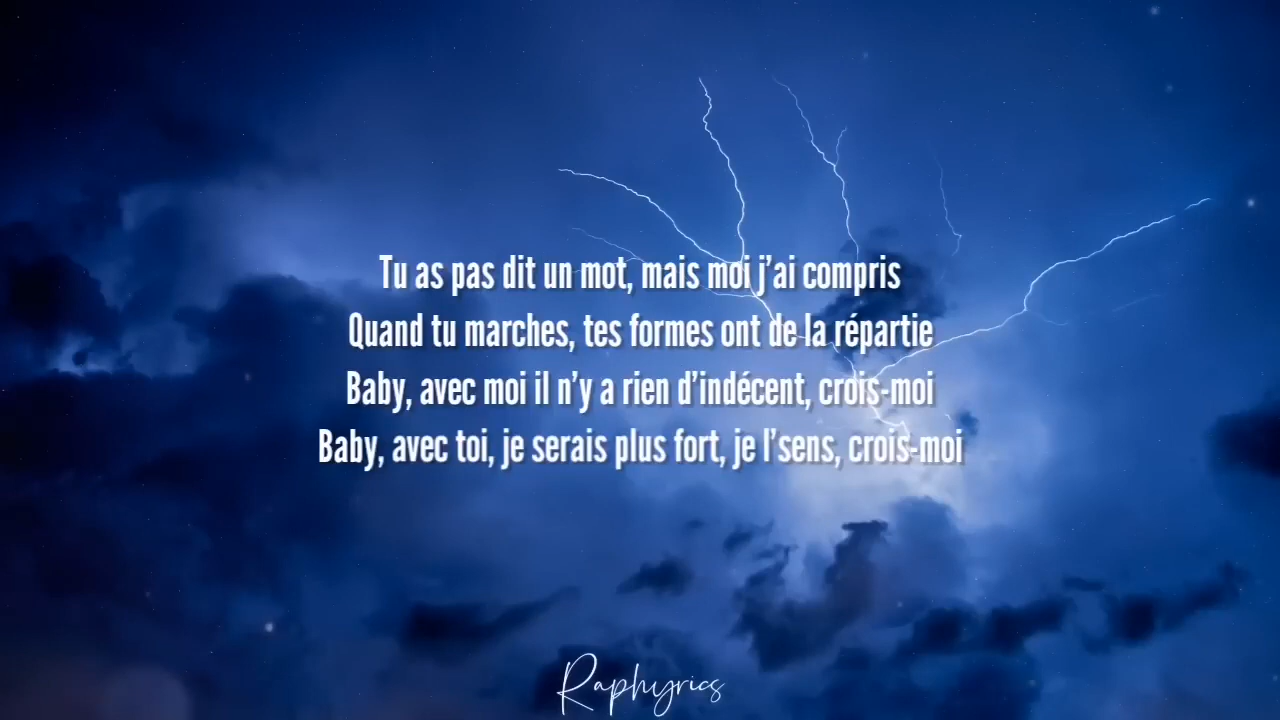 Tu as pas dit un mot, mais moi j'ai compris
Quand tu marches, tes formes ont de la répartie
Baby, avec moi il n'y a rien d'indécent, crois-moi
Baby, avec toi, je serais plus fort, je l'sens, crois-moi
Raphyrics